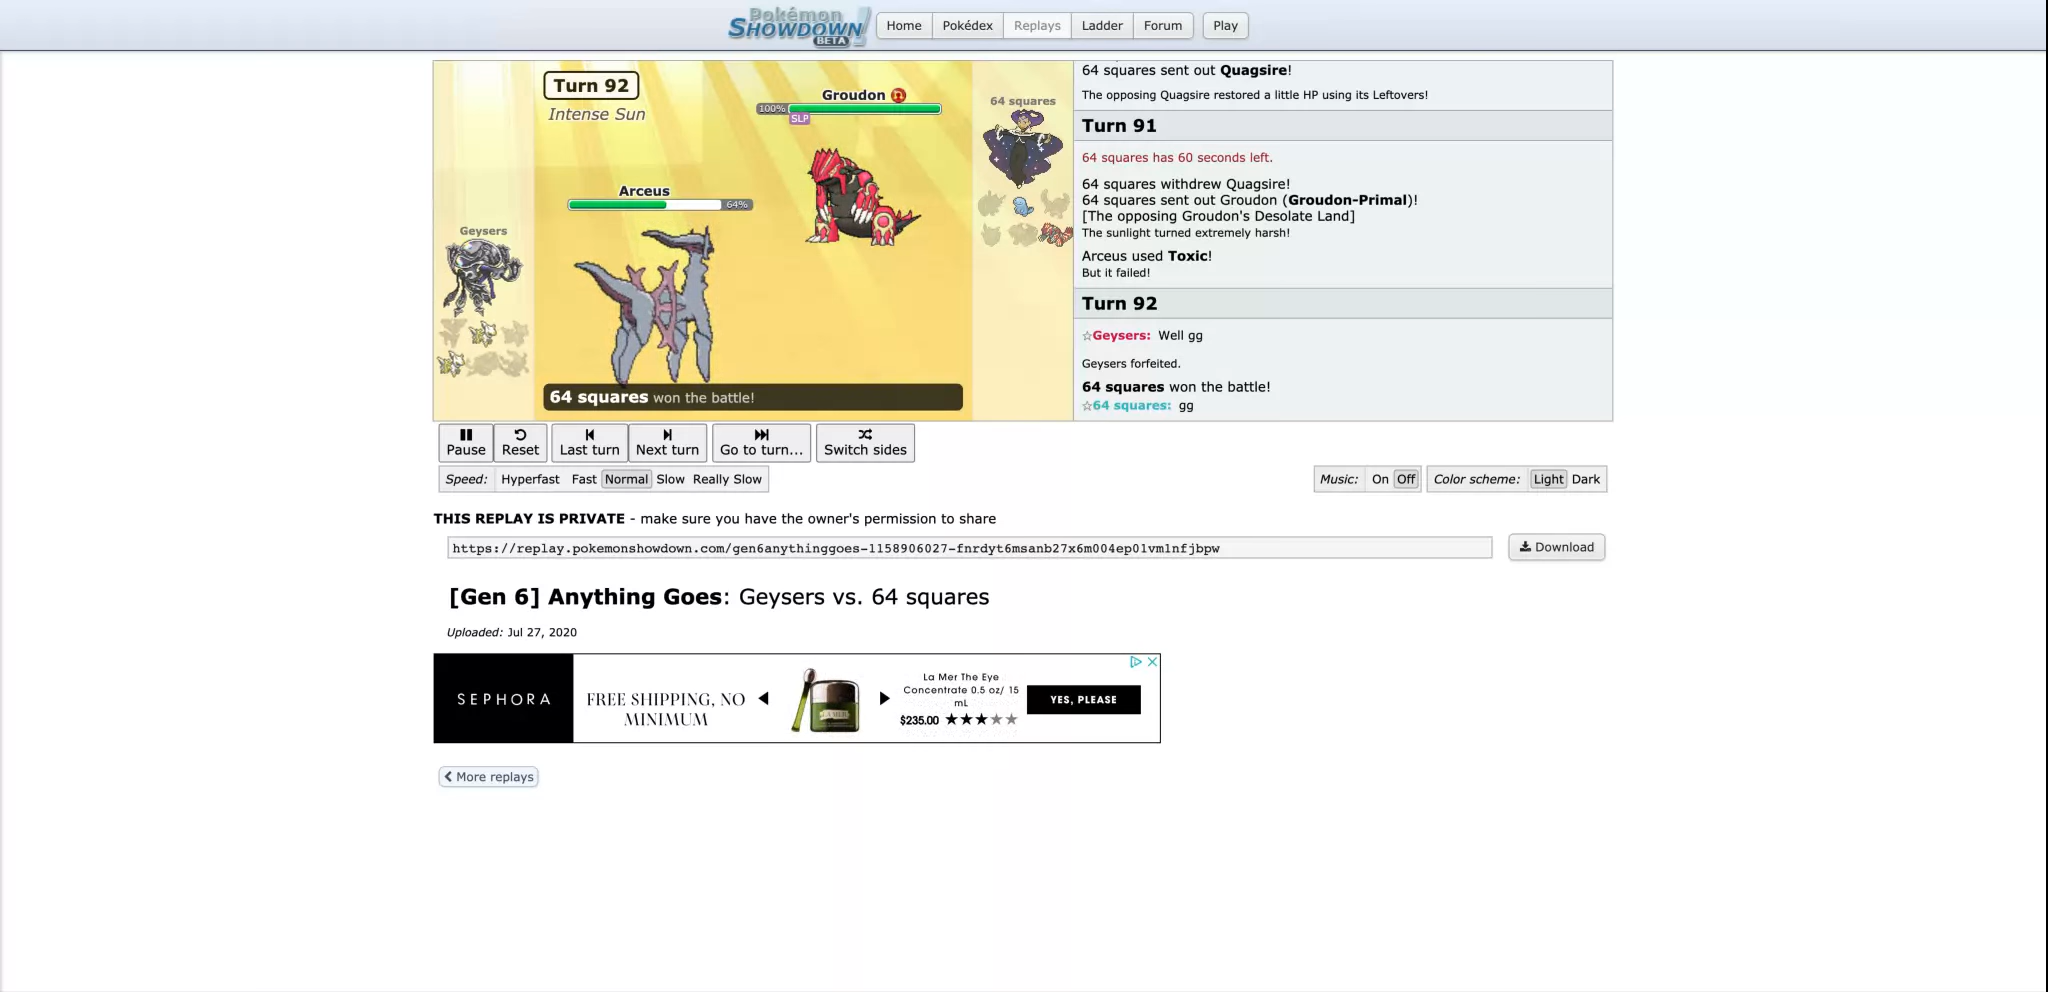 Pokémon
SHOWDOWN!
BETA
Home
Pokédex
Replays
Ladder
Forum
Play
Turn 92
Intense Sun
Groudon
100%
SLP
Arceus
64%
Geysers
64 squares
64 squares won the battle!
64 squares sent out Quagsire!
The opposing Quagsire restored a little HP using its Leftovers!
Turn 91
64 squares has 60 seconds left.
64 squares withdrew Quagsire!
64 squares sent out Groudon (Groudon-Primal)!
[The opposing Groudon's Desolate Land]
The sunlight turned extremely harsh!
Arceus used Toxic!
But it failed!
Turn 92
☆Geysers: Well gg
Geysers forfeited.
64 squares won the battle!
☆64 squares: gg
Pause
Reset
Last turn
Next turn
Go to turn...
Switch sides
Speed: Hyperfast Fast Normal Slow Really Slow
Music: On Off
Color scheme: Light Dark
THIS REPLAY IS PRIVATE - make sure you have the owner's permission to share
https://replay.pokemonshowdown.com/gen6anythinggoes-1158906027-fnrdyt6msanb27x6m004ep01vm1nfjbpw
Download
[Gen 6] Anything Goes: Geysers vs. 64 squares
Uploaded: Jul 27, 2020
SEPHORA
FREE SHIPPING, NO
MINIMUM
LA MER
La Mer The Eye
Concentrate 0.5 oz/ 15
mL
$235.00 ★★★★★
YES, PLEASE
More replays